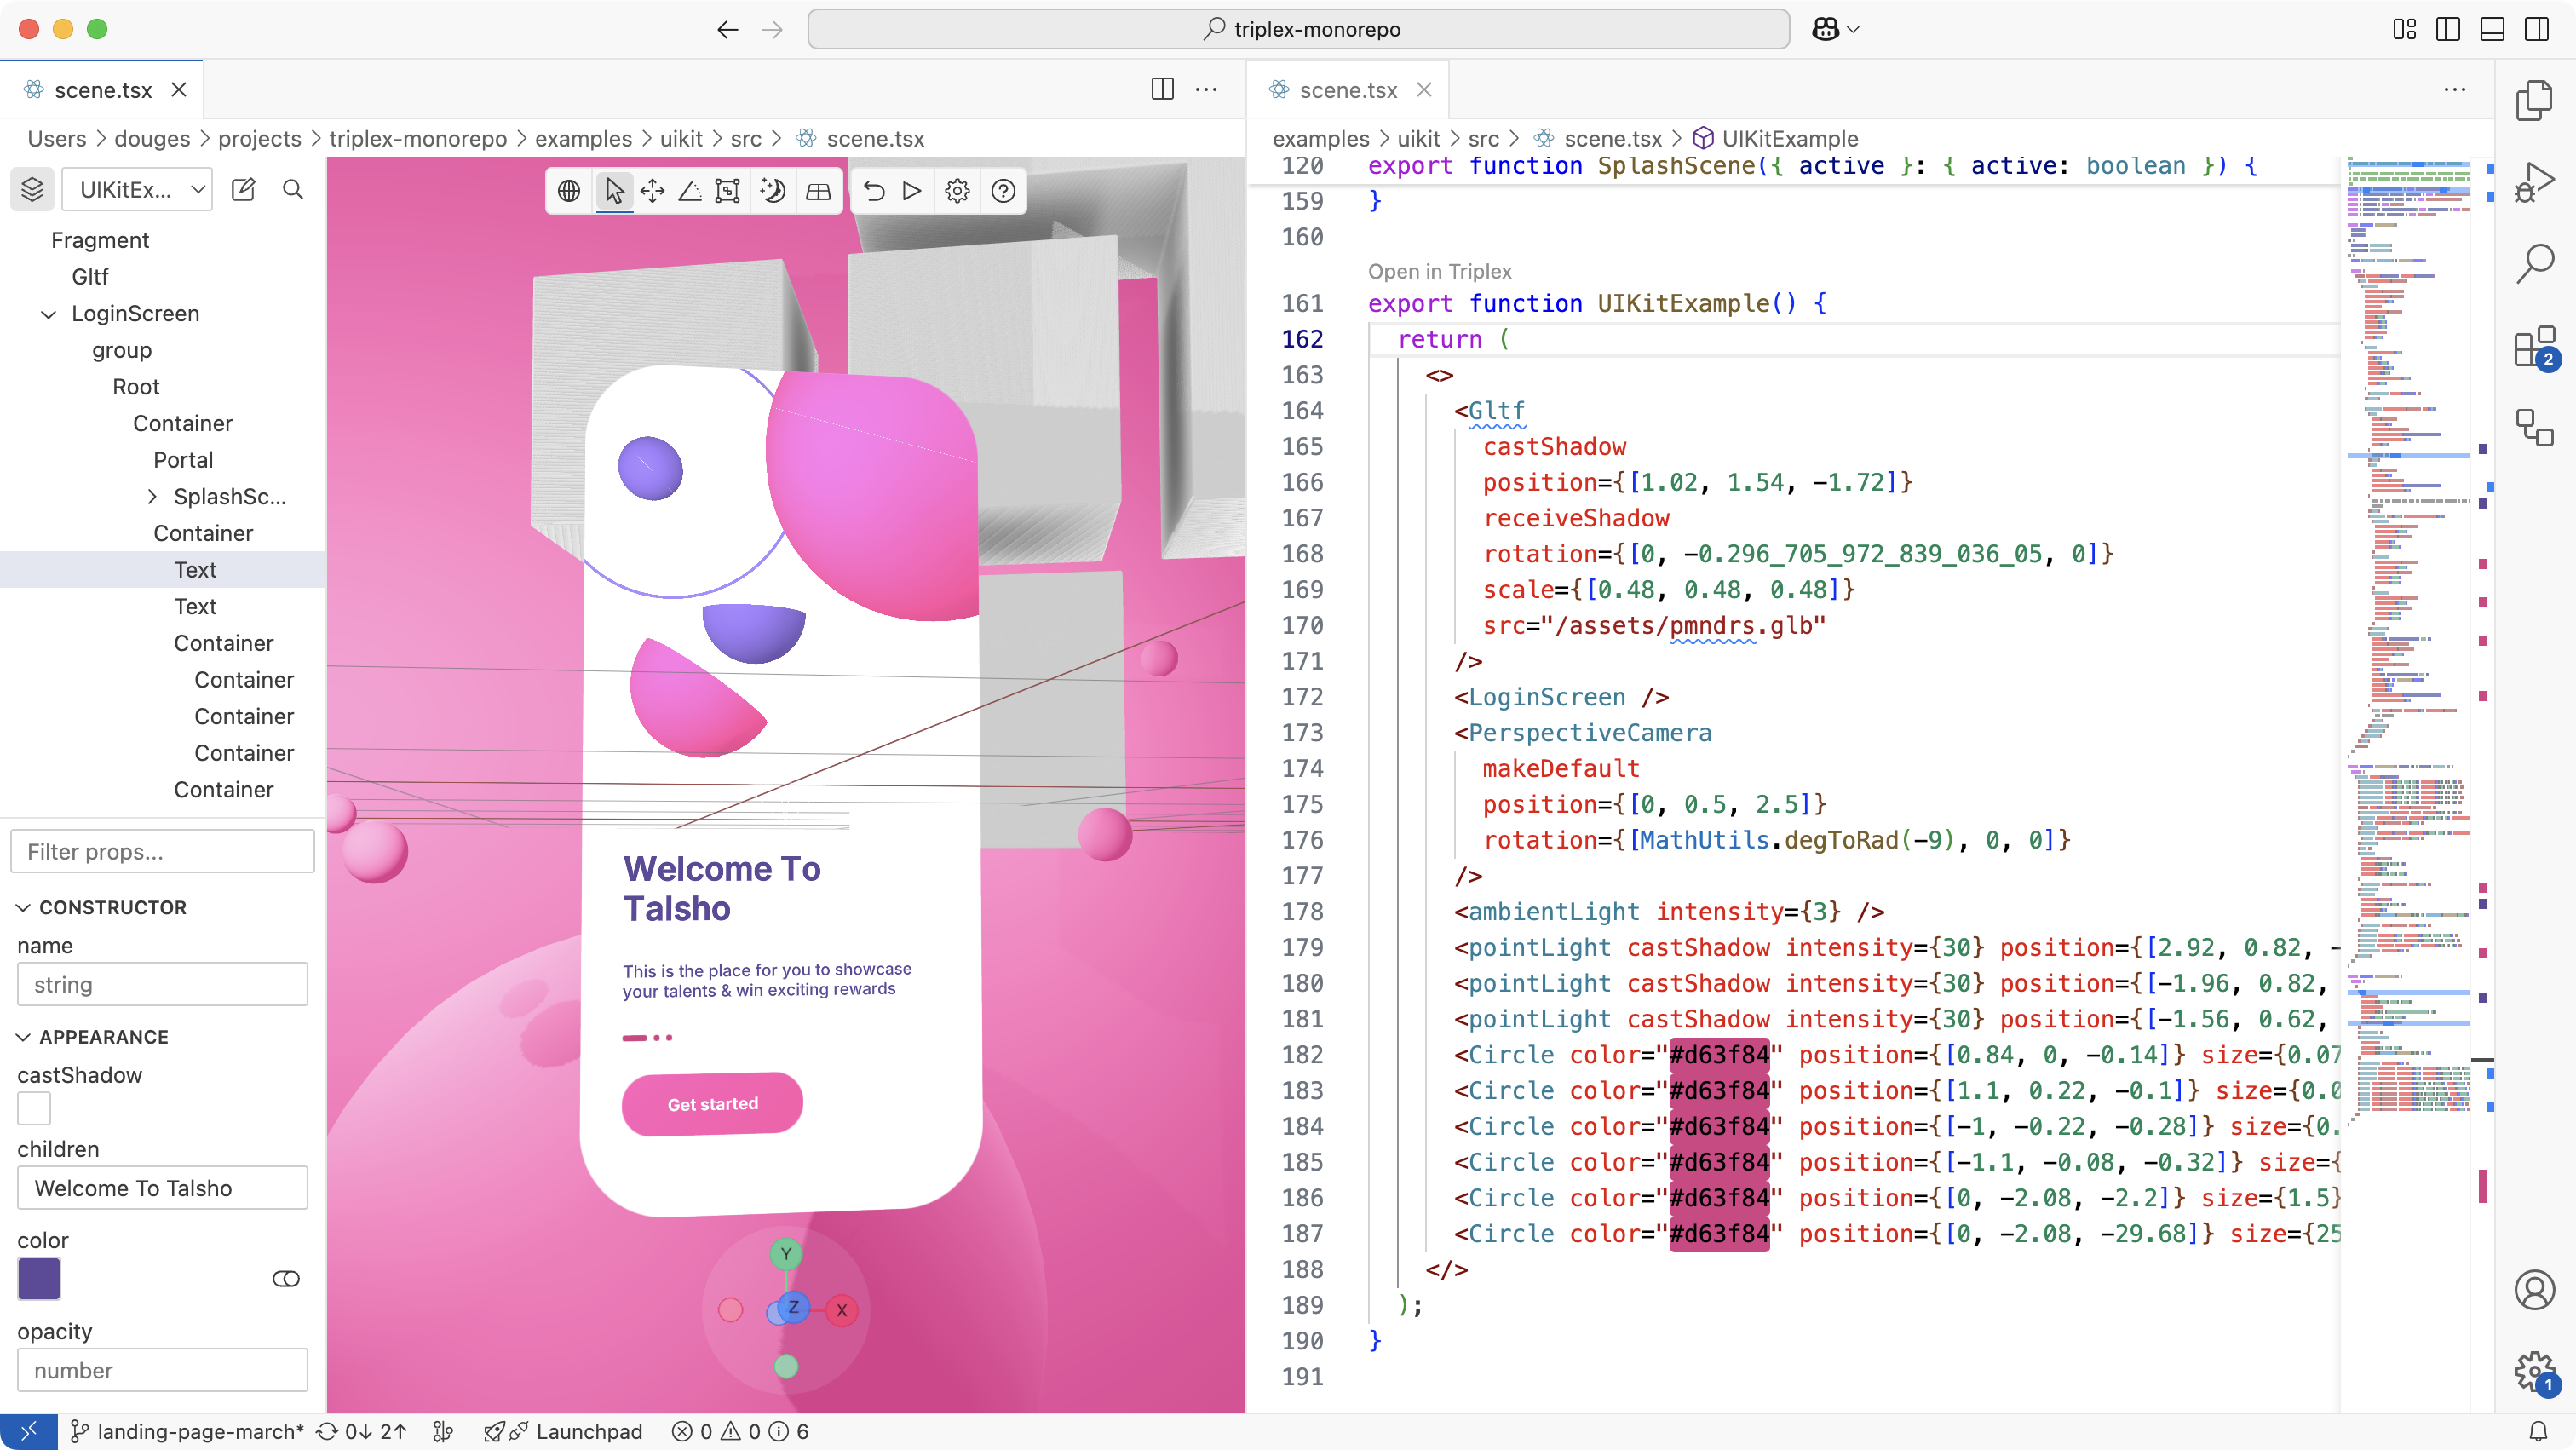 triplex-monorepo
scene.tsx
Users > douges > projects > triplex-monorepo > examples > uikit > src > scene.tsx
UIKitEx...
Fragment
Gltf
LoginScreen
group
Root
Container
Portal
SplashSc...
Container
Text
Text
Container
Container
Container
Container
Container
Filter props...
CONSTRUCTOR
name
string
APPEARANCE
castShadow
children
Welcome To Talsho
color
opacity
number
Welcome To
Talsho
This is the place for you to showcase
your talents & win exciting rewards
Get started
Y
Z
X
scene.tsx
examples > uikit > src > scene.tsx > UIKitExample
120 export function SplashScene({ active }: { active: boolean }) {
159 }
160
Open in Triplex
161 export function UIKitExample() {
162 return (
163 <>
164 <Gltf
165 castShadow
166 position={[1.02, 1.54, -1.72]}
167 receiveShadow
168 rotation={[0, -0.296_705_972_839_036_05, 0]}
169 scale={[0.48, 0.48, 0.48]}
170 src="/assets/pmndrs.glb"
171 />
172 <LoginScreen />
173 <PerspectiveCamera
174 makeDefault
175 position={[0, 0.5, 2.5]}
176 rotation={[MathUtils.degToRad(-9), 0, 0]}
177 />
178 <ambientLight intensity={3} />
179 <pointLight castShadow intensity={30} position={[2.92, 0.82, -
180 <pointLight castShadow intensity={30} position={[-1.96, 0.82,
181 <pointLight castShadow intensity={30} position={[-1.56, 0.62,
182 <Circle color="#d63f84" position={[0.84, 0, -0.14]} size={0.07
183 <Circle color="#d63f84" position={[1.1, 0.22, -0.1]} size={0.0
184 <Circle color="#d63f84" position={[-1, -0.22, -0.28]} size={0.
185 <Circle color="#d63f84" position={[-1.1, -0.08, -0.32]} size={
186 <Circle color="#d63f84" position={[0, -2.08, -2.2]} size={1.5}
187 <Circle color="#d63f84" position={[0, -2.08, -29.68]} size={25
188 </>
189 );
190 }
191
2
1
landing-page-march* 0↓ 2↑ Launchpad 0 0 6